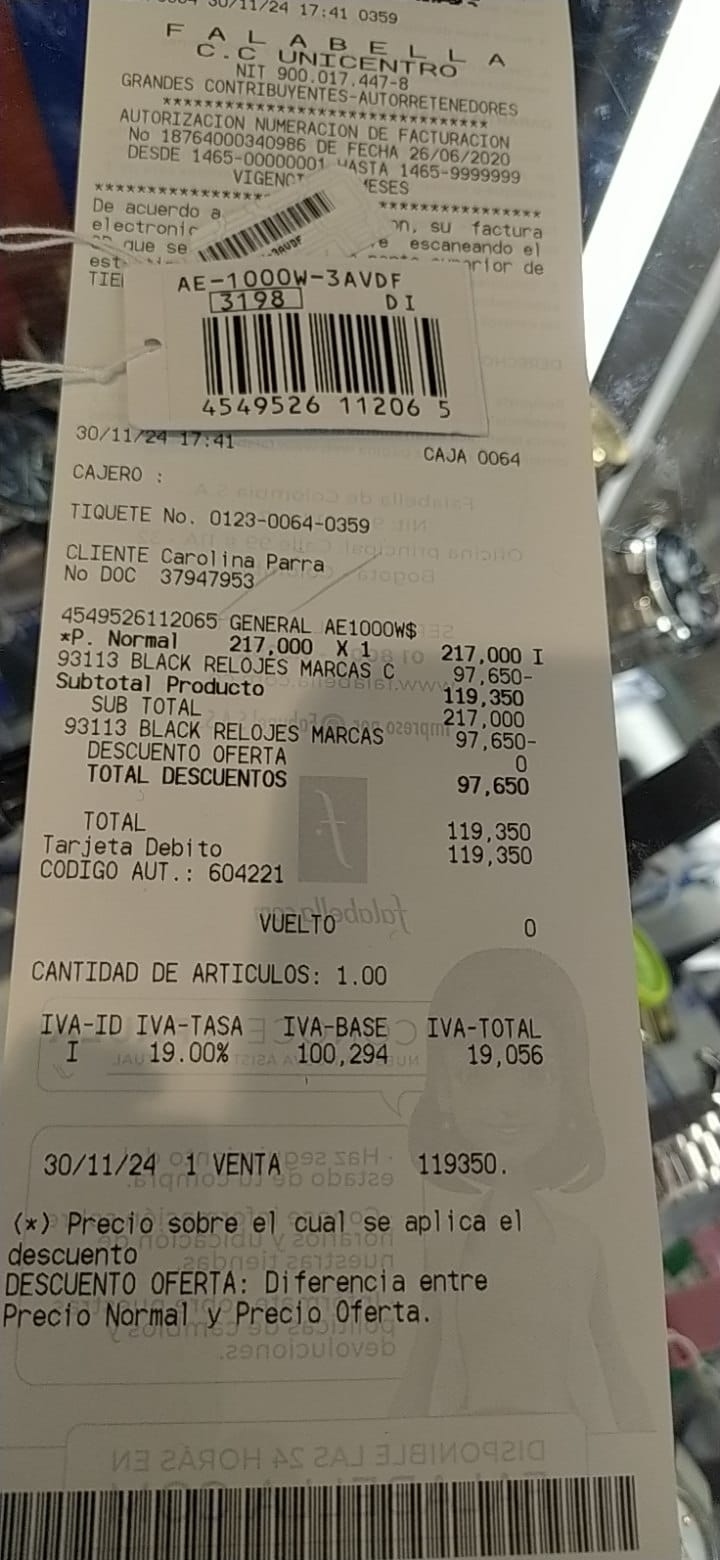 30/11/24 17:41 0359
F A L A B E L L A
C.C UNICENTRO
NIT 900.017.447-8
GRANDES CONTRIBUYENTES-AUTORRETENEDORES
*********************************
AUTORIZACION NUMERACION DE FACTURACION
No 18764000340986 DE FECHA 26/06/2020
DESDE 1465-00000001 HASTA 1465-9999999
VIGENC MESES
De acuerdo a on, su factura
electronic e escaneando el
que se rior de
est
TIE
3AVDF
AE-1000W-3AVDF
3198 DI
4549526 11206 5
30/11/24 17:41
CAJA 0064
CAJERO :
TIQUETE No. 0123-0064-0359
CLIENTE Carolina Parra
No DOC 37947953
4549526112065 GENERAL AE1000W$
*P. Normal 217,000 X 1 217,000 I
93113 BLACK RELOJES MARCAS C 97,650-
Subtotal Producto 119,350
SUB TOTAL 217,000
93113 BLACK RELOJES MARCAS 97,650-
DESCUENTO OFERTA 0
TOTAL DESCUENTOS 97,650
TOTAL 119,350
Tarjeta Debito 119,350
CODIGO AUT.: 604221
VUELTO 0
CANTIDAD DE ARTICULOS: 1.00
IVA-ID IVA-TASA IVA-BASE IVA-TOTAL
I 19.00% 100,294 19,056
30/11/24 1 VENTA 119350.
(*) Precio sobre el cual se aplica el
descuento
DESCUENTO OFERTA: Diferencia entre
Precio Normal y Precio Oferta.